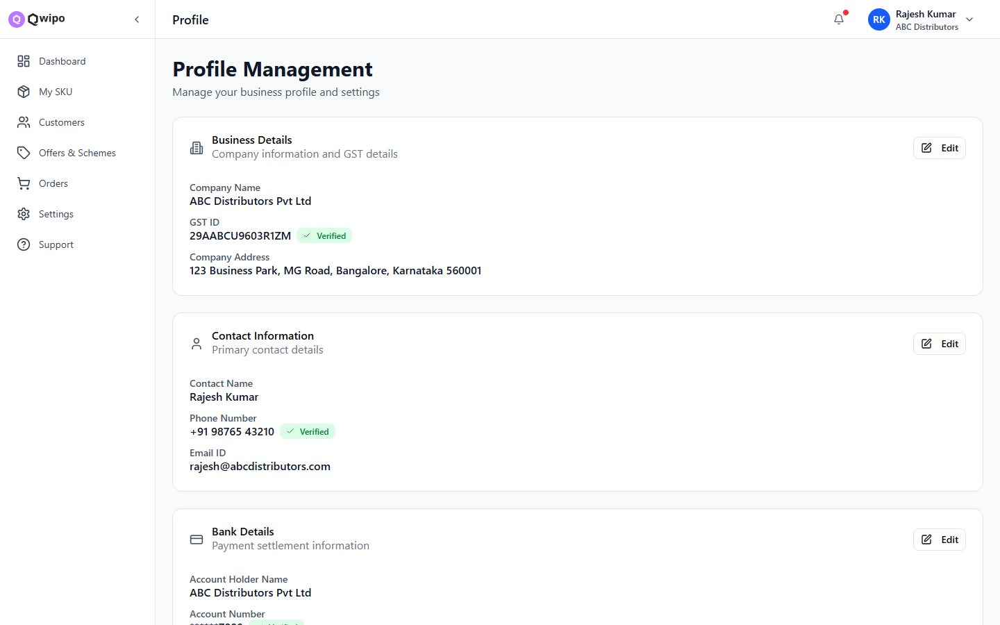 Qwipo
Profile
RK
Rajesh Kumar
ABC Distributors
Dashboard
My SKU
Customers
Offers & Schemes
Orders
Settings
Support
Profile Management
Manage your business profile and settings
Business Details
Company information and GST details
Edit
Company Name
ABC Distributors Pvt Ltd
GST ID
29AABCU9603R1ZM
Verified
Company Address
123 Business Park, MG Road, Bangalore, Karnataka 560001
Contact Information
Primary contact details
Edit
Contact Name
Rajesh Kumar
Phone Number
+91 98765 43210
Verified
Email ID
rajesh@abcdistributors.com
Bank Details
Payment settlement information
Edit
Account Holder Name
ABC Distributors Pvt Ltd
Account Number